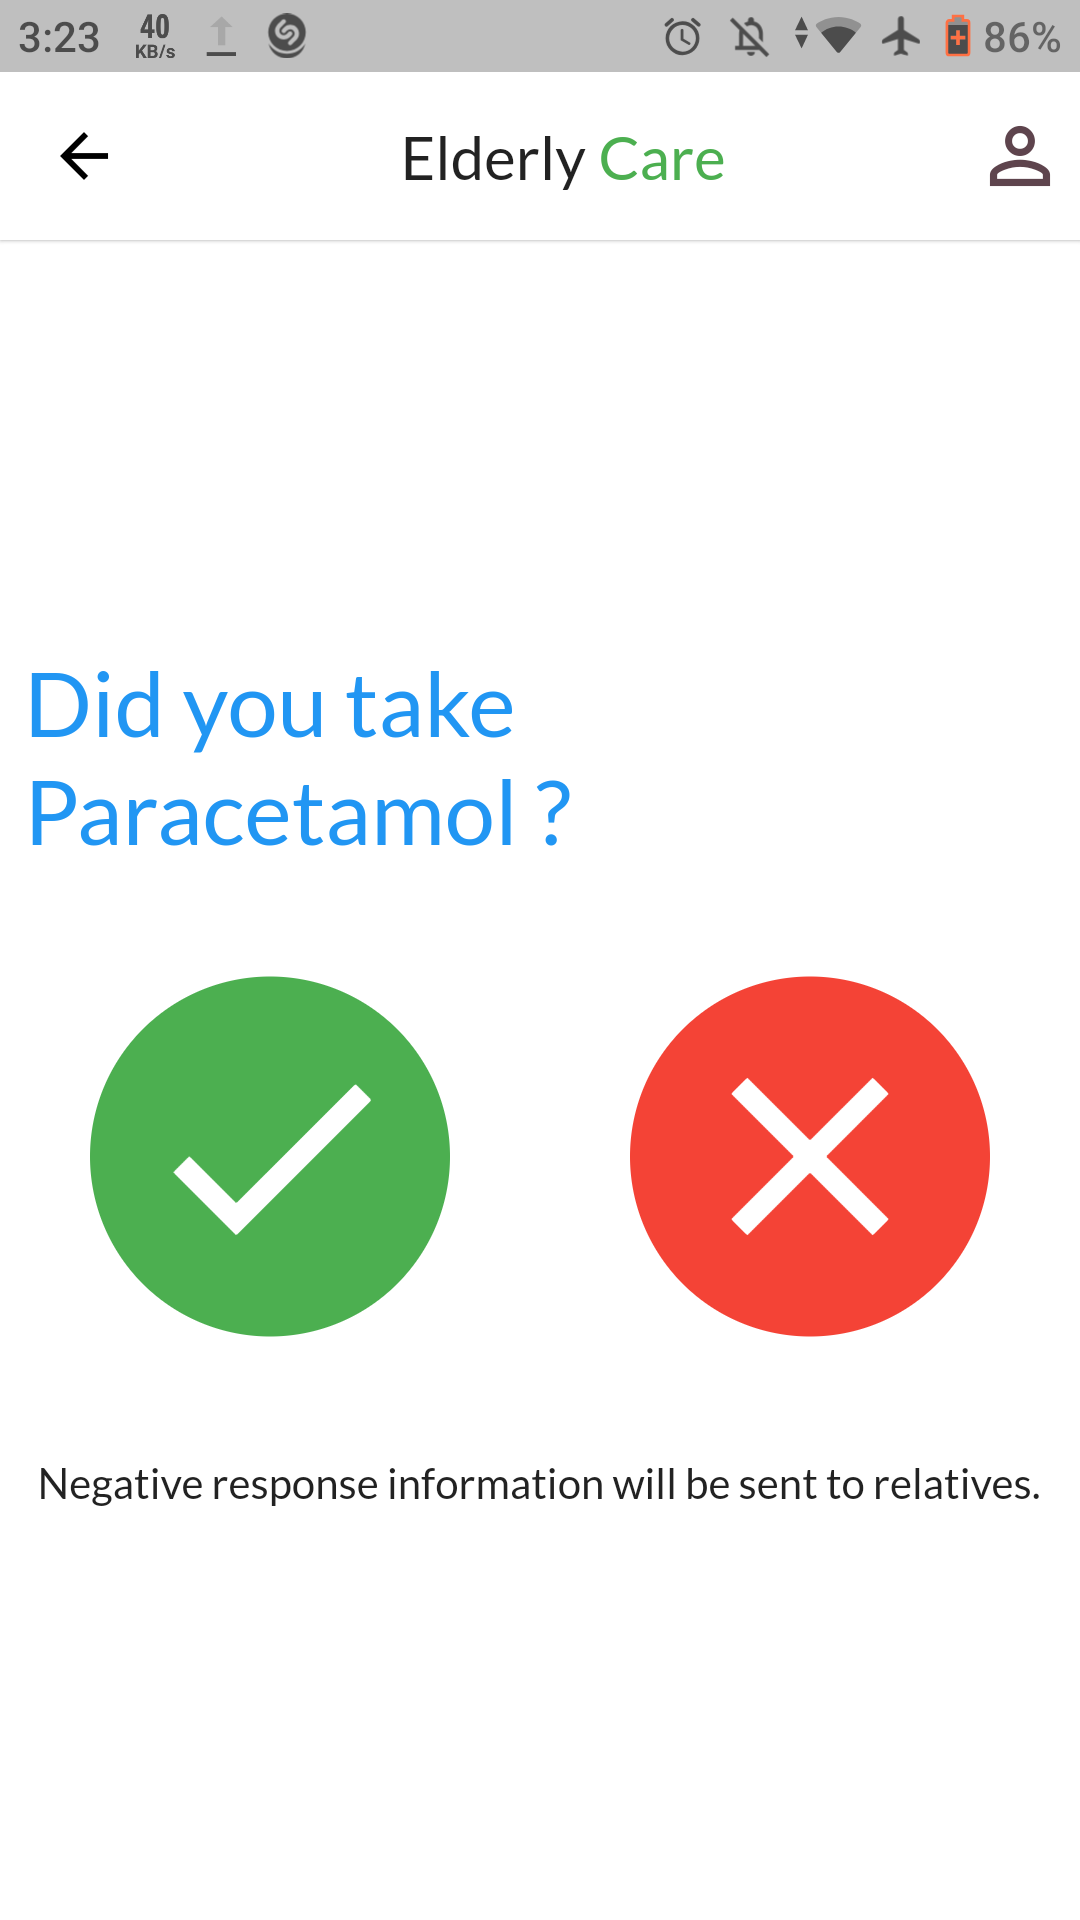 3:23 40 KB/s 86%
Elderly Care
Did you take
Paracetamol ?
Negative response information will be sent to relatives.